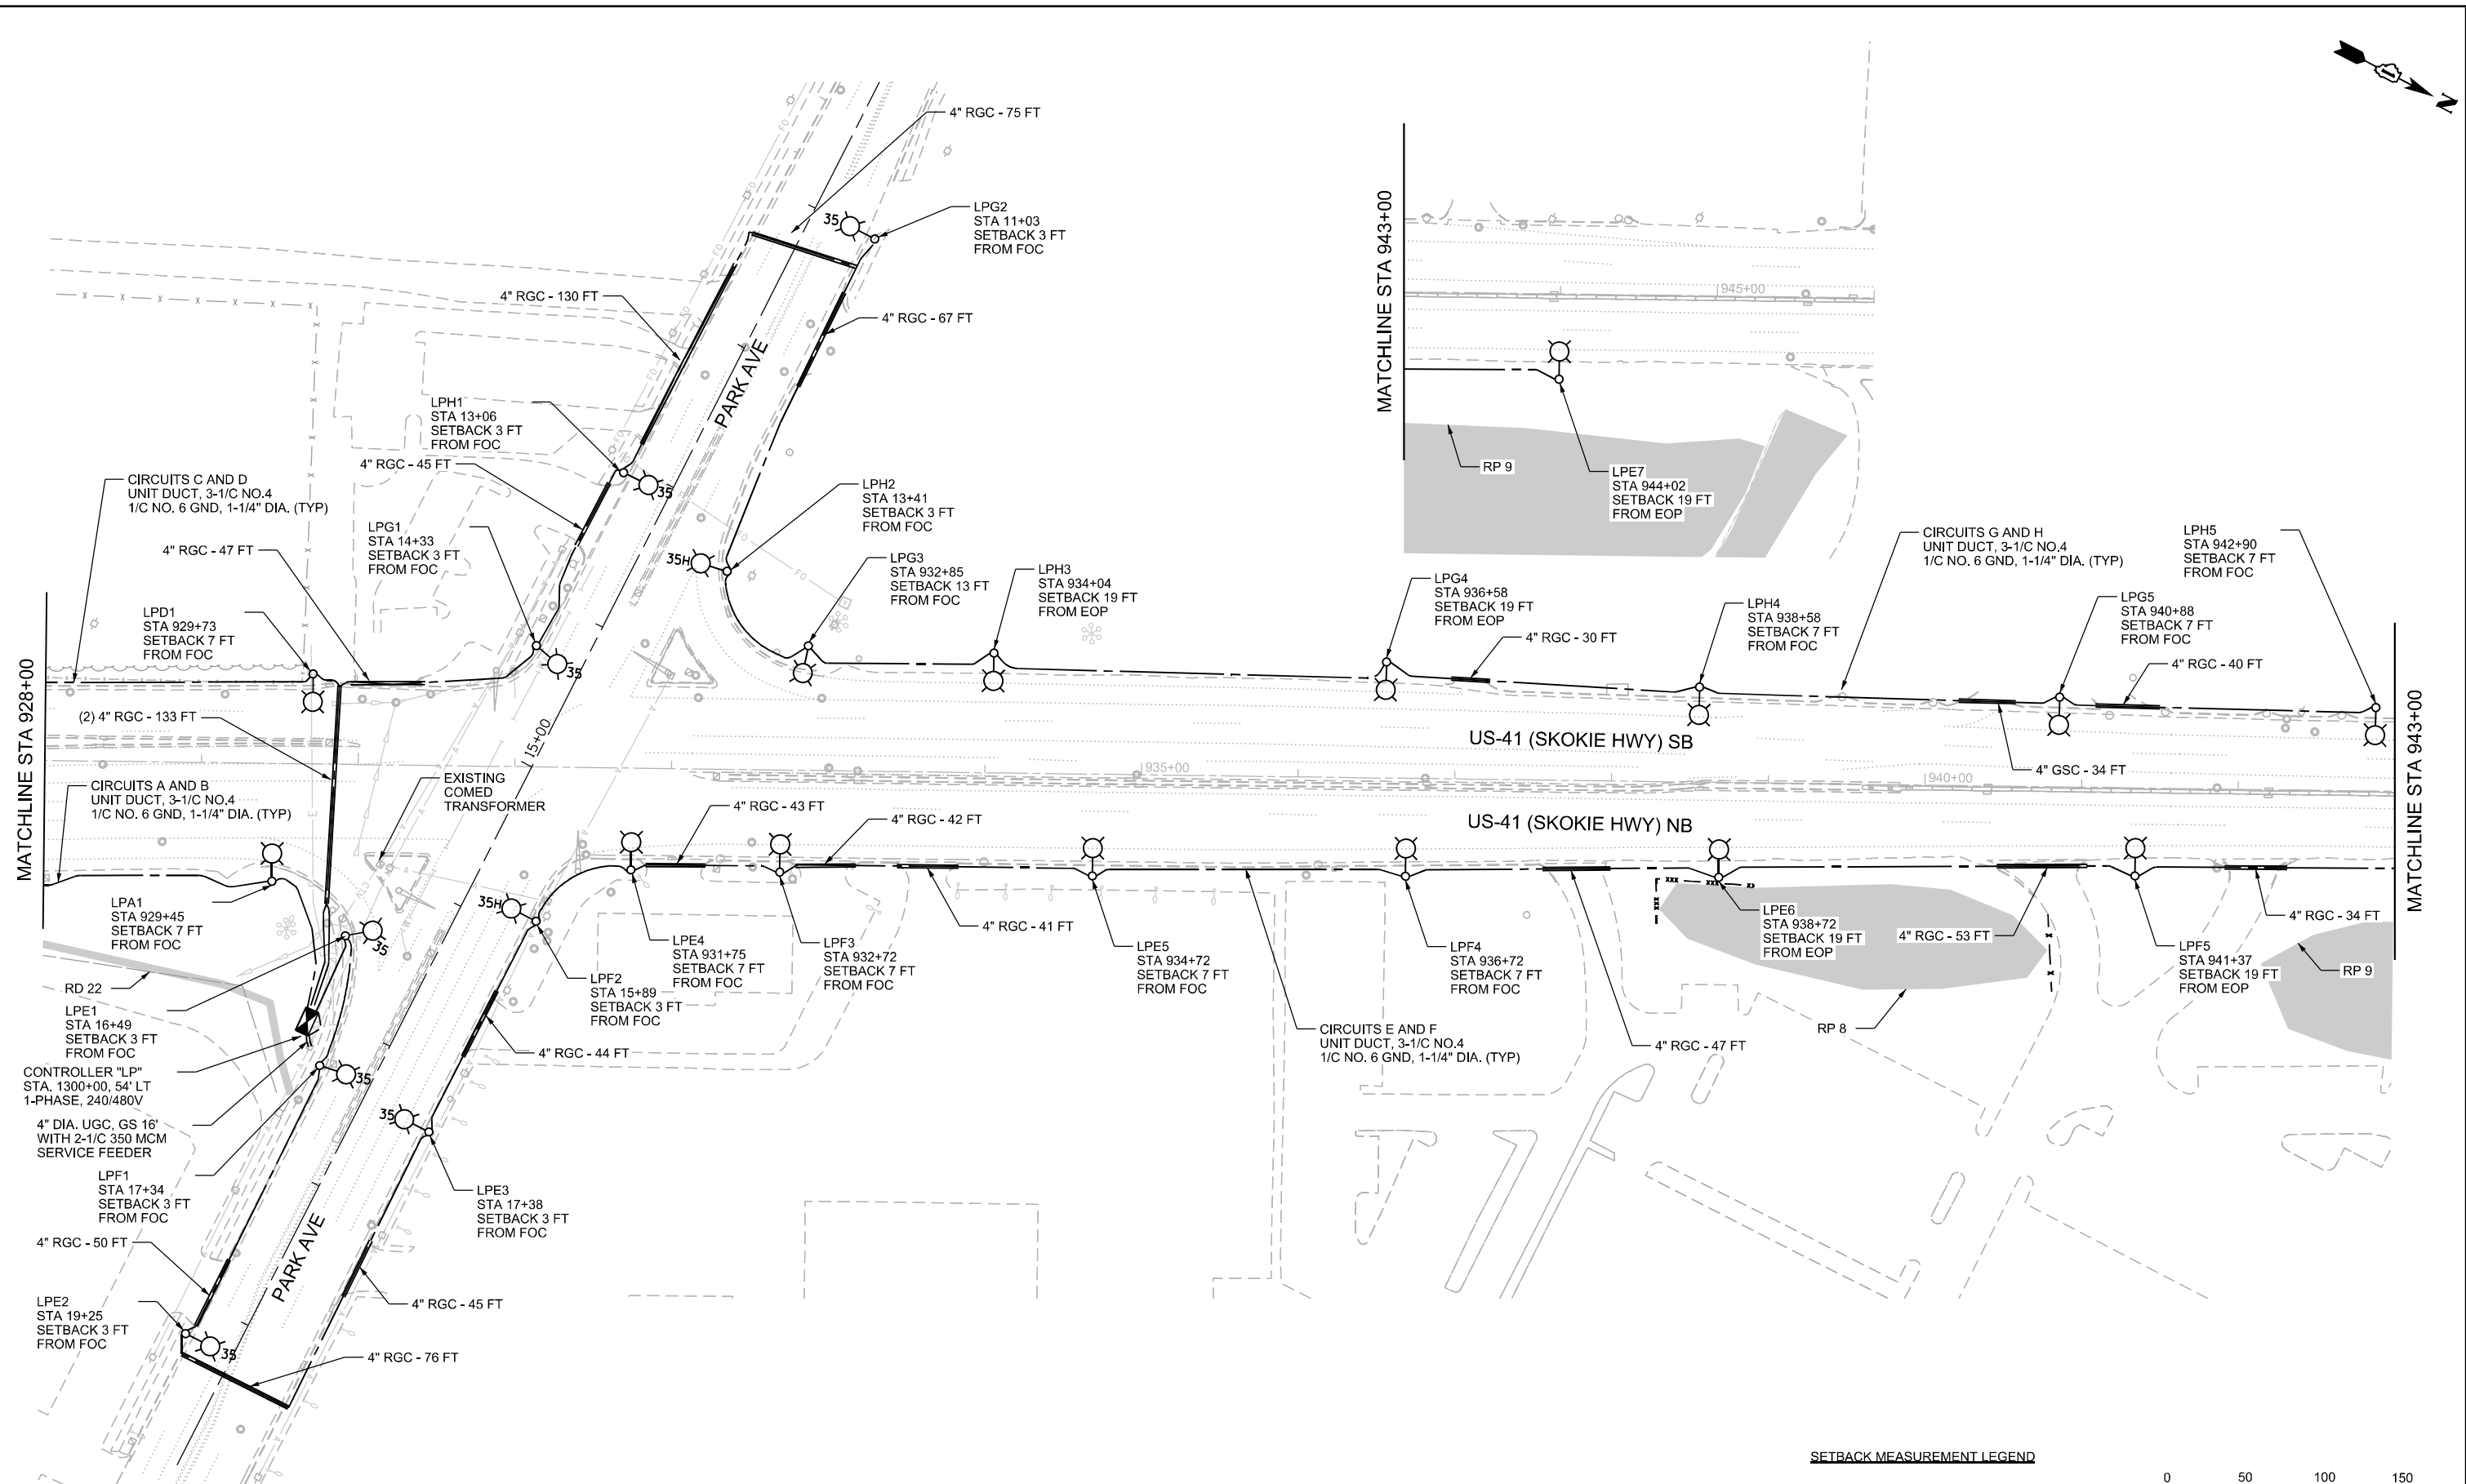 N
4" RGC - 75 FT
LPG2
STA 11+03
SETBACK 3 FT
FROM FOC
35
4" RGC - 130 FT
4" RGC - 67 FT
PARK AVE
LPH1
STA 13+06
SETBACK 3 FT
FROM FOC
35
4" RGC - 45 FT
CIRCUITS C AND D
UNIT DUCT, 3-1/C NO.4
1/C NO. 6 GND, 1-1/4" DIA. (TYP)
4" RGC - 47 FT
LPG1
STA 14+33
SETBACK 3 FT
FROM FOC
35
LPH2
STA 13+41
SETBACK 3 FT
FROM FOC
35H
LPG3
STA 932+85
SETBACK 13 FT
FROM FOC
LPH3
STA 934+04
SETBACK 19 FT
FROM EOP
MATCHLINE STA 943+00
945+00
RP 9
LPE7
STA 944+02
SETBACK 19 FT
FROM EOP
LPG4
STA 936+58
SETBACK 19 FT
FROM EOP
4" RGC - 30 FT
LPH4
STA 938+58
SETBACK 7 FT
FROM FOC
CIRCUITS G AND H
UNIT DUCT, 3-1/C NO.4
1/C NO. 6 GND, 1-1/4" DIA. (TYP)
LPG5
STA 940+88
SETBACK 7 FT
FROM FOC
4" RGC - 40 FT
LPH5
STA 942+90
SETBACK 7 FT
FROM FOC
LPD1
STA 929+73
SETBACK 7 FT
FROM FOC
MATCHLINE STA 928+00
(2) 4" RGC - 133 FT
15+00
US-41 (SKOKIE HWY) SB
935+00
940+00
4" GSC - 34 FT
MATCHLINE STA 943+00
CIRCUITS A AND B
UNIT DUCT, 3-1/C NO.4
1/C NO. 6 GND, 1-1/4" DIA. (TYP)
EXISTING
COMED
TRANSFORMER
4" RGC - 43 FT
4" RGC - 42 FT
US-41 (SKOKIE HWY) NB
LPA1
STA 929+45
SETBACK 7 FT
FROM FOC
35
35H
LPF2
STA 15+89
SETBACK 3 FT
FROM FOC
LPE4
STA 931+75
SETBACK 7 FT
FROM FOC
LPF3
STA 932+72
SETBACK 7 FT
FROM FOC
4" RGC - 41 FT
LPE5
STA 934+72
SETBACK 7 FT
FROM FOC
LPF4
STA 936+72
SETBACK 7 FT
FROM FOC
LPE6
STA 938+72
SETBACK 19 FT
FROM EOP
4" RGC - 53 FT
4" RGC - 34 FT
LPF5
STA 941+37
SETBACK 19 FT
FROM EOP
RP 9
RP 8
RD 22
LPE1
STA 16+49
SETBACK 3 FT
FROM FOC
4" RGC - 44 FT
CIRCUITS E AND F
UNIT DUCT, 3-1/C NO.4
1/C NO. 6 GND, 1-1/4" DIA. (TYP)
4" RGC - 47 FT
CONTROLLER "LP"
STA. 1300+00, 54' LT
1-PHASE, 240/480V
35
35
4" DIA. UGC, GS 16'
WITH 2-1/C 350 MCM
SERVICE FEEDER
LPF1
STA 17+34
SETBACK 3 FT
FROM FOC
LPE3
STA 17+38
SETBACK 3 FT
FROM FOC
4" RGC - 50 FT
PARK AVE
LPE2
STA 19+25
SETBACK 3 FT
FROM FOC
35
4" RGC - 45 FT
4" RGC - 76 FT
SETBACK MEASUREMENT LEGEND
0 50 100 150